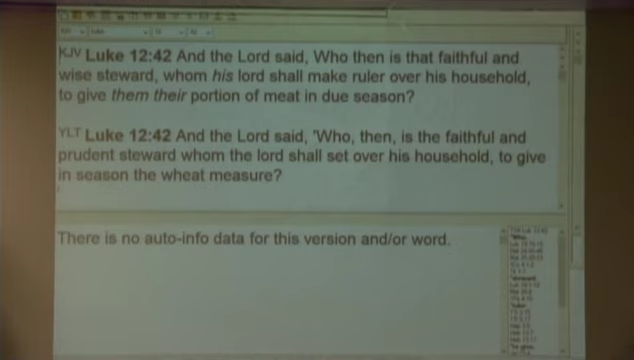 KJV Luke 12:42 And the Lord said, Who then is that faithful and
wise steward, whom his lord shall make ruler over his household,
to give them their portion of meat in due season?
YLT Luke 12:42 And the Lord said, 'Who, then, is the faithful and
prudent steward whom the lord shall set over his household, to give
in season the wheat measure?
There is no auto-info data for this version and/or word.